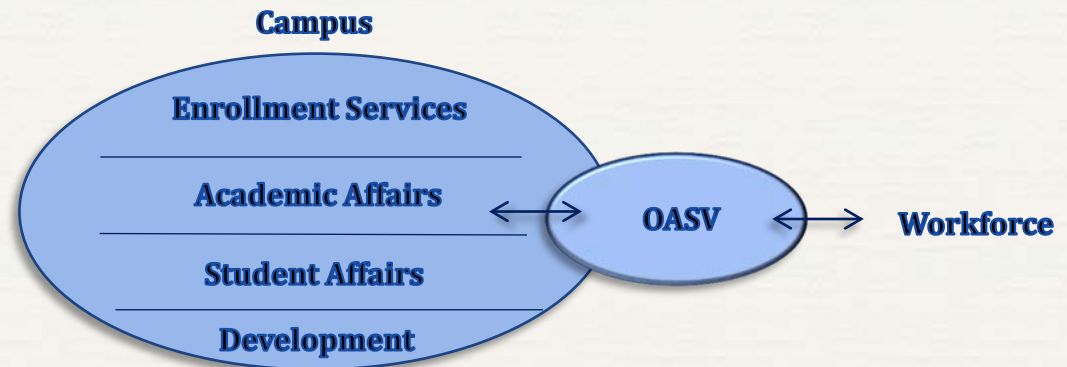 Campus
Enrollment Services
Academic Affairs
OASV
Workforce
Student Affairs
Development